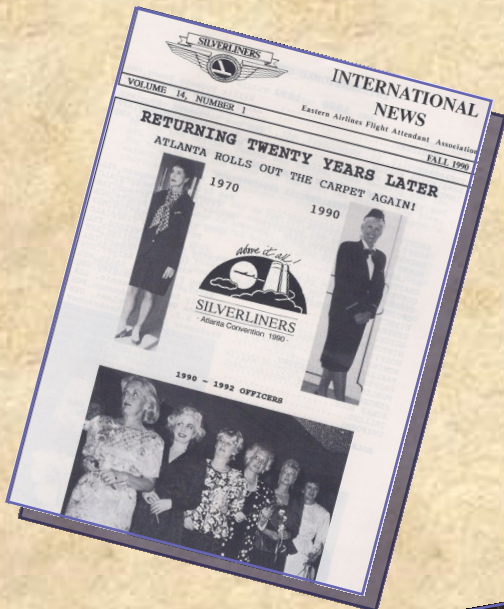 SILVERLINERS
INTERNATIONAL
NEWS
Eastern Airlines Flight Attendant Association
VOLUME 14, NUMBER 1
FALL 1990
RETURNING TWENTY YEARS LATER
ATLANTA ROLLS OUT THE CARPET AGAIN!
1970
1990
above it all!
SILVERLINERS
- Atlanta Convention 1990 -
1990 - 1992 OFFICERS